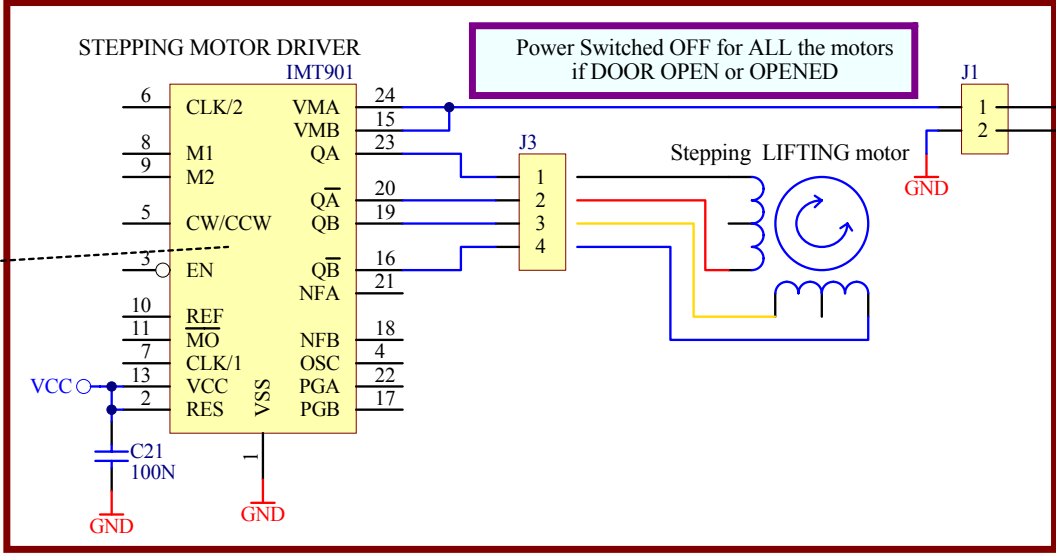 STEPPING MOTOR DRIVER
IMT901
Power Switched OFF for ALL the motors
if DOOR OPEN or OPENED
J1
1
2
GND
6 CLK/2
8 M1
9 M2
5 CW/CCW
3 EN
10 REF
11 M̅O̅
7 CLK/1
13 VCC
2 RES
VSS
1
VMA 24
VMB 15
QA 23
QA̅ 20
QB 19
QB̅ 16
NFA 21
NFB 18
OSC 4
PGA 22
PGB 17
J3
1
2
3
4
Stepping LIFTING motor
VCC
C21
100N
GND
GND